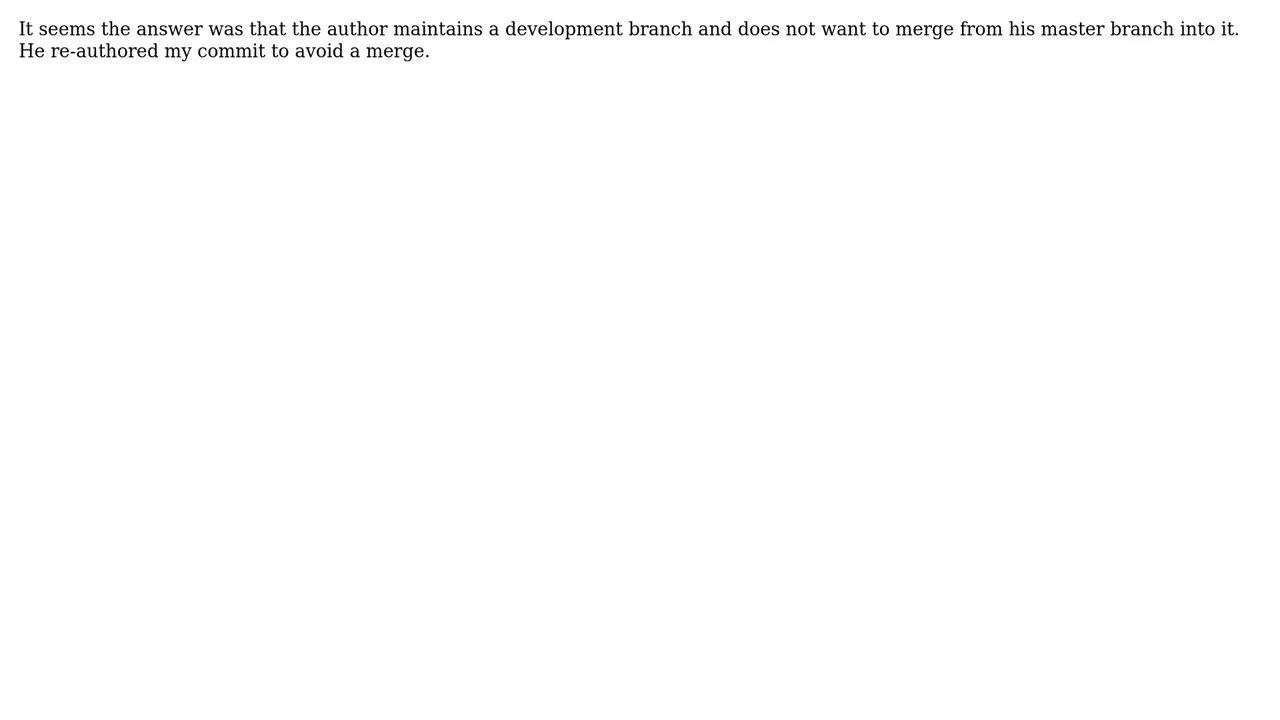 It seems the answer was that the author maintains a development branch and does not want to merge from his master branch into it.
He re-authored my commit to avoid a merge.